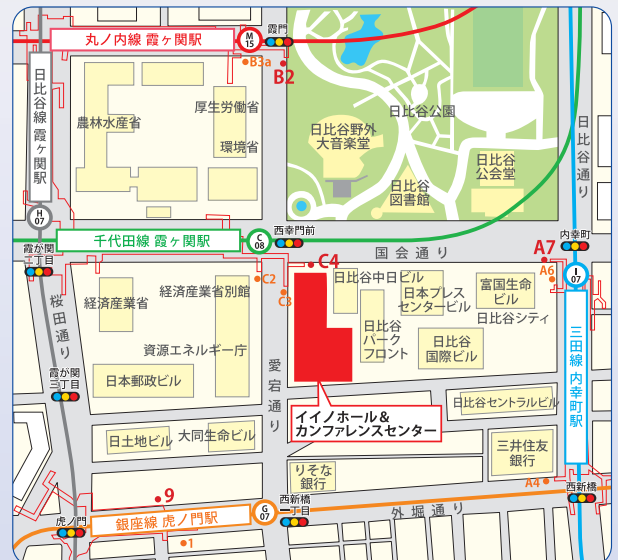 丸ノ内線 霞ヶ関駅
M
15
霞門
B3a
B2
日比谷線 霞ヶ関駅
農林水産省
厚生労働省
環境省
日比谷公園
日比谷野外
大音楽堂
日比谷
図書館
日比谷
公会堂
日比谷通り
H
07
千代田線 霞ヶ関駅
C
08
西幸門前
国会通り
A7
内幸町
霞が関
二丁目
C2
C3
C4
A6
I
07
桜田通り
経済産業省
経済産業省別館
資源エネルギー庁
日本郵政ビル
愛宕通り
日比谷中日ビル
日比谷
パーク
フロント
日本プレス
センタービル
富国生命
ビル
日比谷シティ
日比谷
国際ビル
三田線 内幸町駅
霞が関
三丁目
イイノホール＆
カンファレンスセンター
日比谷セントラルビル
日土地ビル
大同生命ビル
三井住友
銀行
りそな
銀行
A4
西新橋
9
虎ノ門
銀座線 虎ノ門駅
G
07
西新橋
一丁目
外堀通り
1